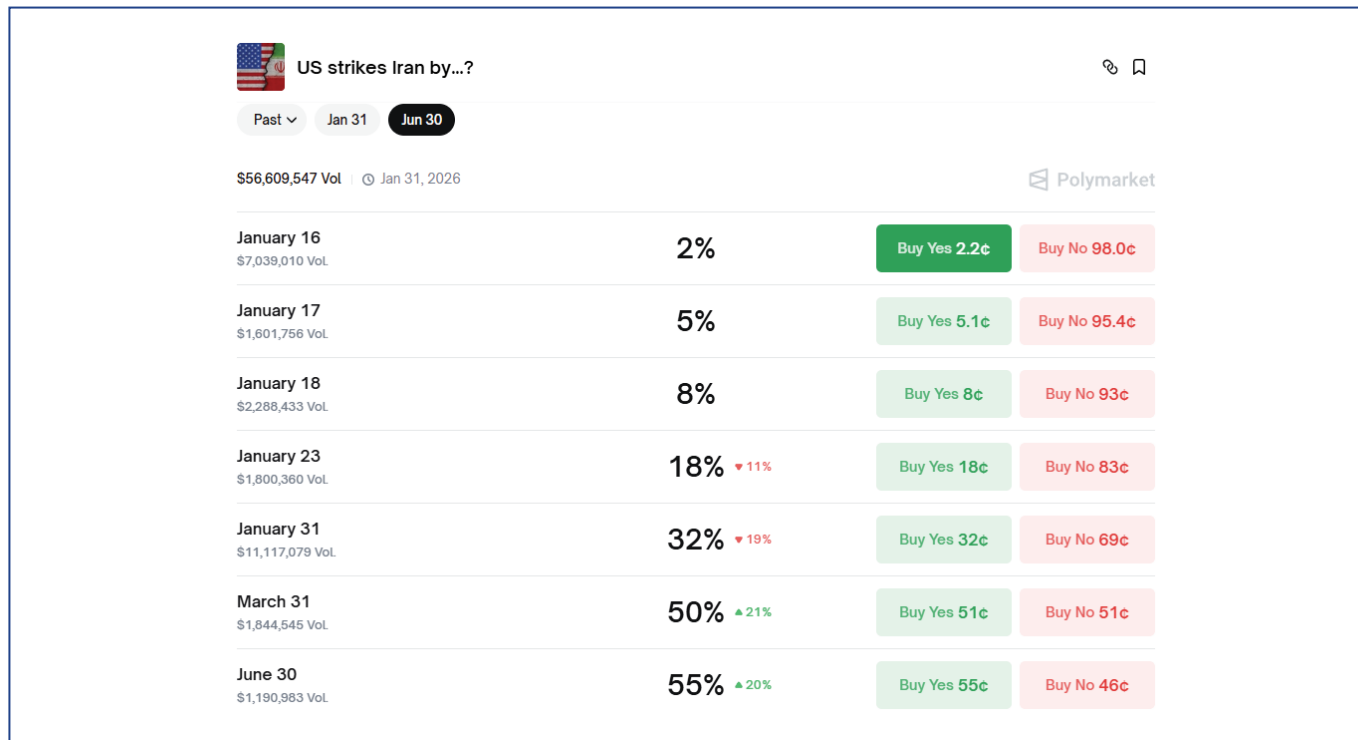 US strikes Iran by...?
Past Jan 31 Jun 30
$56,609,547 Vol Jan 31, 2026 Polymarket
January 16
$7,039,010 Vol.
2% Buy Yes 2.2¢ Buy No 98.0¢
January 17
$1,601,756 Vol.
5% Buy Yes 5.1¢ Buy No 95.4¢
January 18
$2,288,433 Vol.
8% Buy Yes 8¢ Buy No 93¢
January 23
$1,800,360 Vol.
18% ▼ 11% Buy Yes 18¢ Buy No 83¢
January 31
$11,117,079 Vol.
32% ▼ 19% Buy Yes 32¢ Buy No 69¢
March 31
$1,844,545 Vol.
50% ▲ 21% Buy Yes 51¢ Buy No 51¢
June 30
$1,190,983 Vol.
55% ▲ 20% Buy Yes 55¢ Buy No 46¢